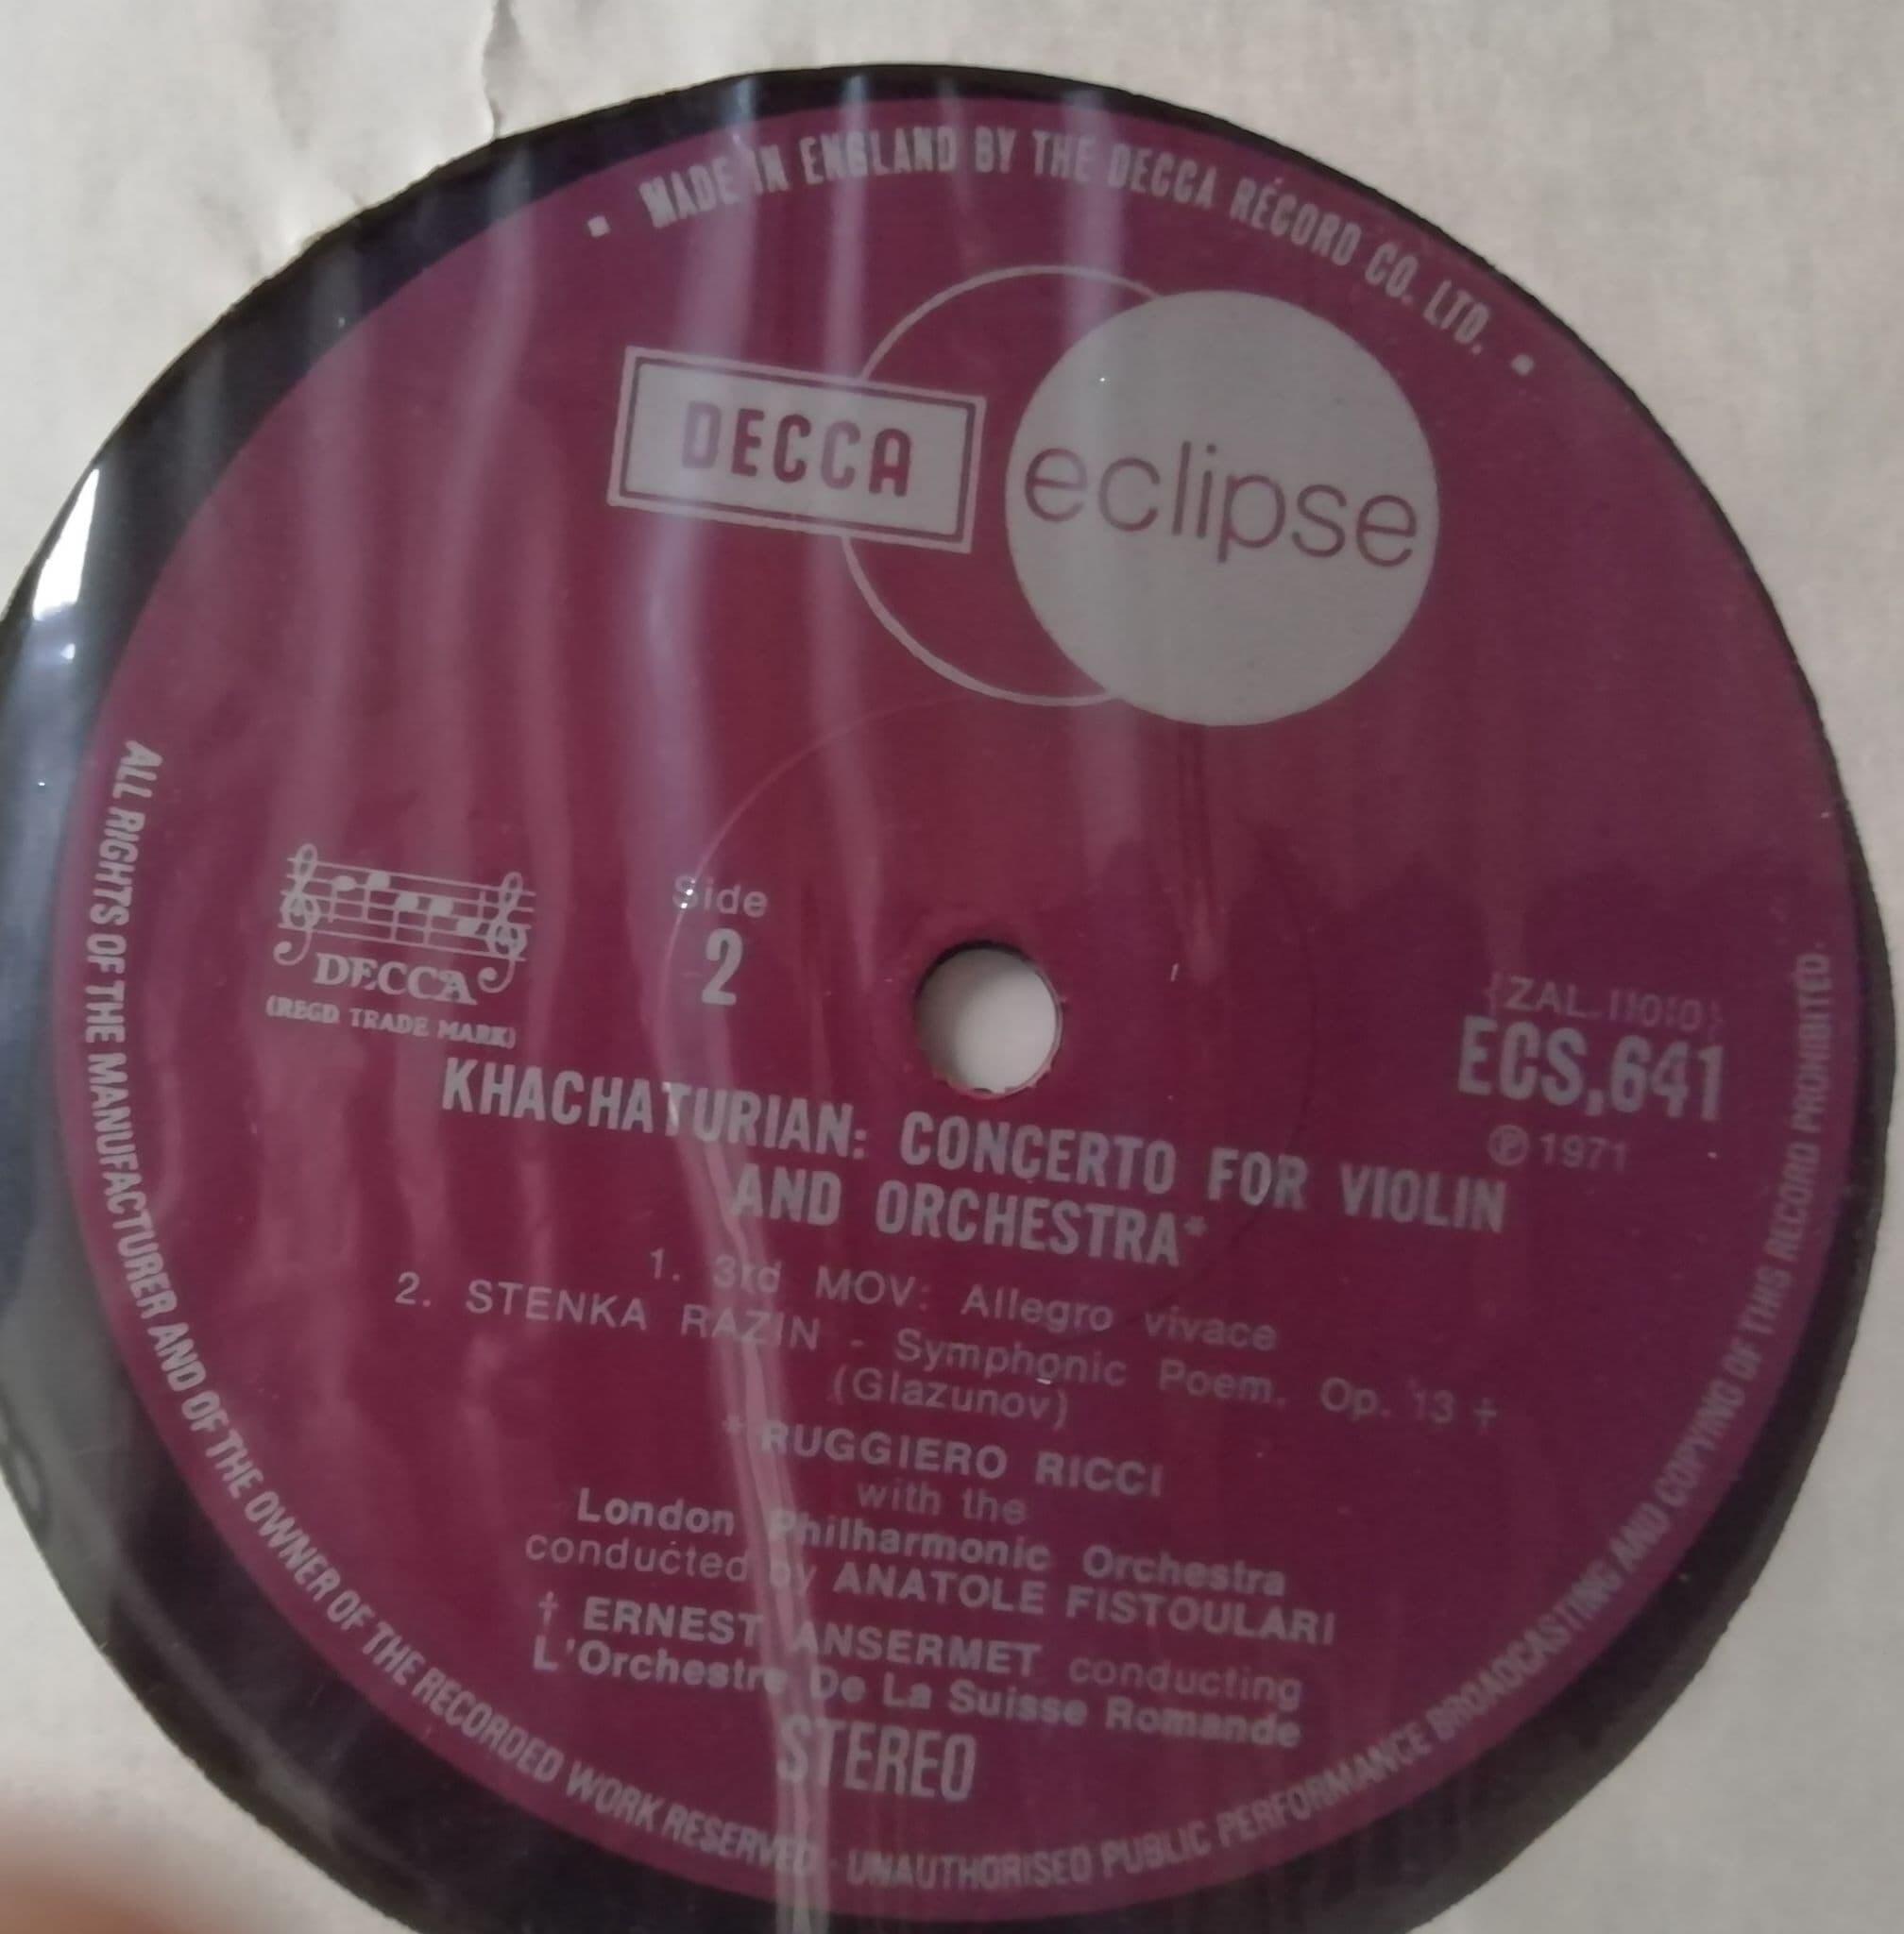 • MADE IN ENGLAND BY THE DECCA RECORD CO. LTD. •
DECCA
eclipse
DECCA
(REGD. TRADE MARK)
Side
2
{ZAL.11010}
ECS.641
Ⓟ 1971
KHACHATURIAN: CONCERTO FOR VIOLIN
AND ORCHESTRA*
1. 3rd MOV: Allegro vivace
2. STENKA RAZIN - Symphonic Poem. Op. 13 †
(Glazunov)
* RUGGIERO RICCI
with the
London Philharmonic Orchestra
conducted by ANATOLE FISTOULARI
† ERNEST ANSERMET conducting
L'Orchestre De La Suisse Romande
STEREO
ALL RIGHTS OF THE MANUFACTURER AND OF THE OWNER OF THE RECORDED WORK RESERVED · UNAUTHORISED PUBLIC PERFORMANCE BROADCASTING AND COPYING OF THIS RECORD PROHIBITED.